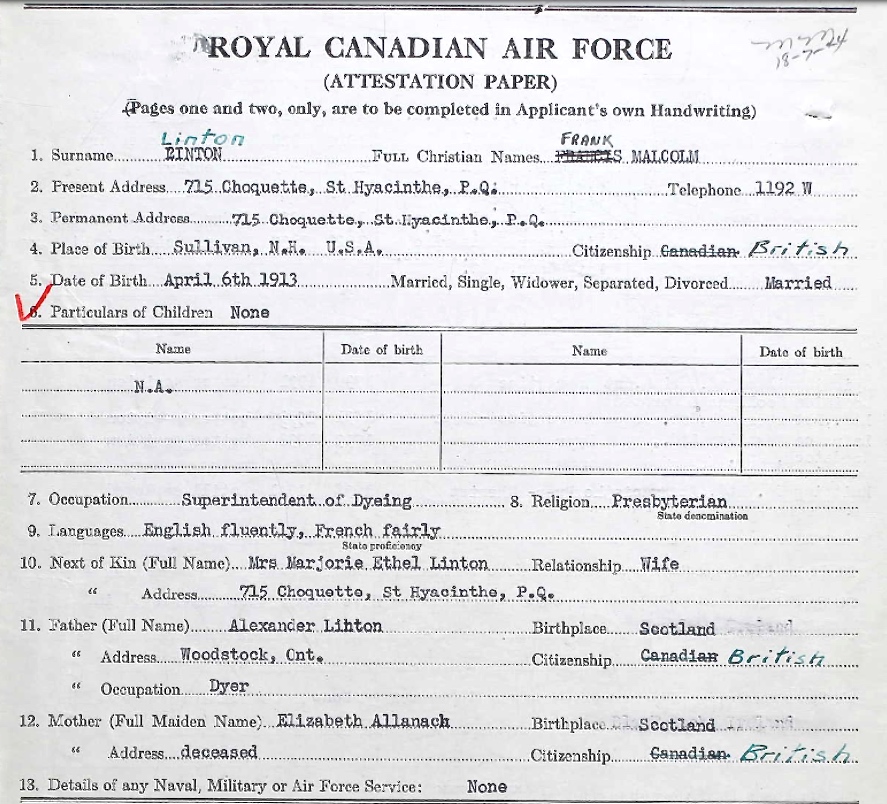 ROYAL CANADIAN AIR FORCE
(ATTESTATION PAPER)
18-7-74
(Pages one and two, only, are to be completed in Applicant's own Handwriting)
Linton FRANK
1. Surname LINTON FULL Christian Names FRANCIS MALCOLM
2. Present Address 715 Choquette, St Hyacinthe, P.Q. Telephone 1192 W
3. Permanent Address 715 Choquette, St Hyacinthe, P.Q.
4. Place of Birth Sullivan, N.H. U.S.A. Citizenship Canadian British
5. Date of Birth April 6th 1913 Married, Single, Widower, Separated, Divorced Married
6. Particulars of Children None
Name Date of birth Name Date of birth
N.A.
7. Occupation Superintendent of Dyeing 8. Religion Presbyterian
State denomination
9. Languages English fluently, French fairly
State proficiency
10. Next of Kin (Full Name) Mrs Marjorie Ethel Linton Relationship Wife
" Address 715 Choquette, St Hyacinthe, P.Q.
11. Father (Full Name) Alexander Linton Birthplace Scotland
" Address Woodstock, Ont. Citizenship Canadian British
" Occupation Dyer
12. Mother (Full Maiden Name) Elizabeth Allanach Birthplace Scotland
" Address deceased Citizenship Canadian British
13. Details of any Naval, Military or Air Force Service: None